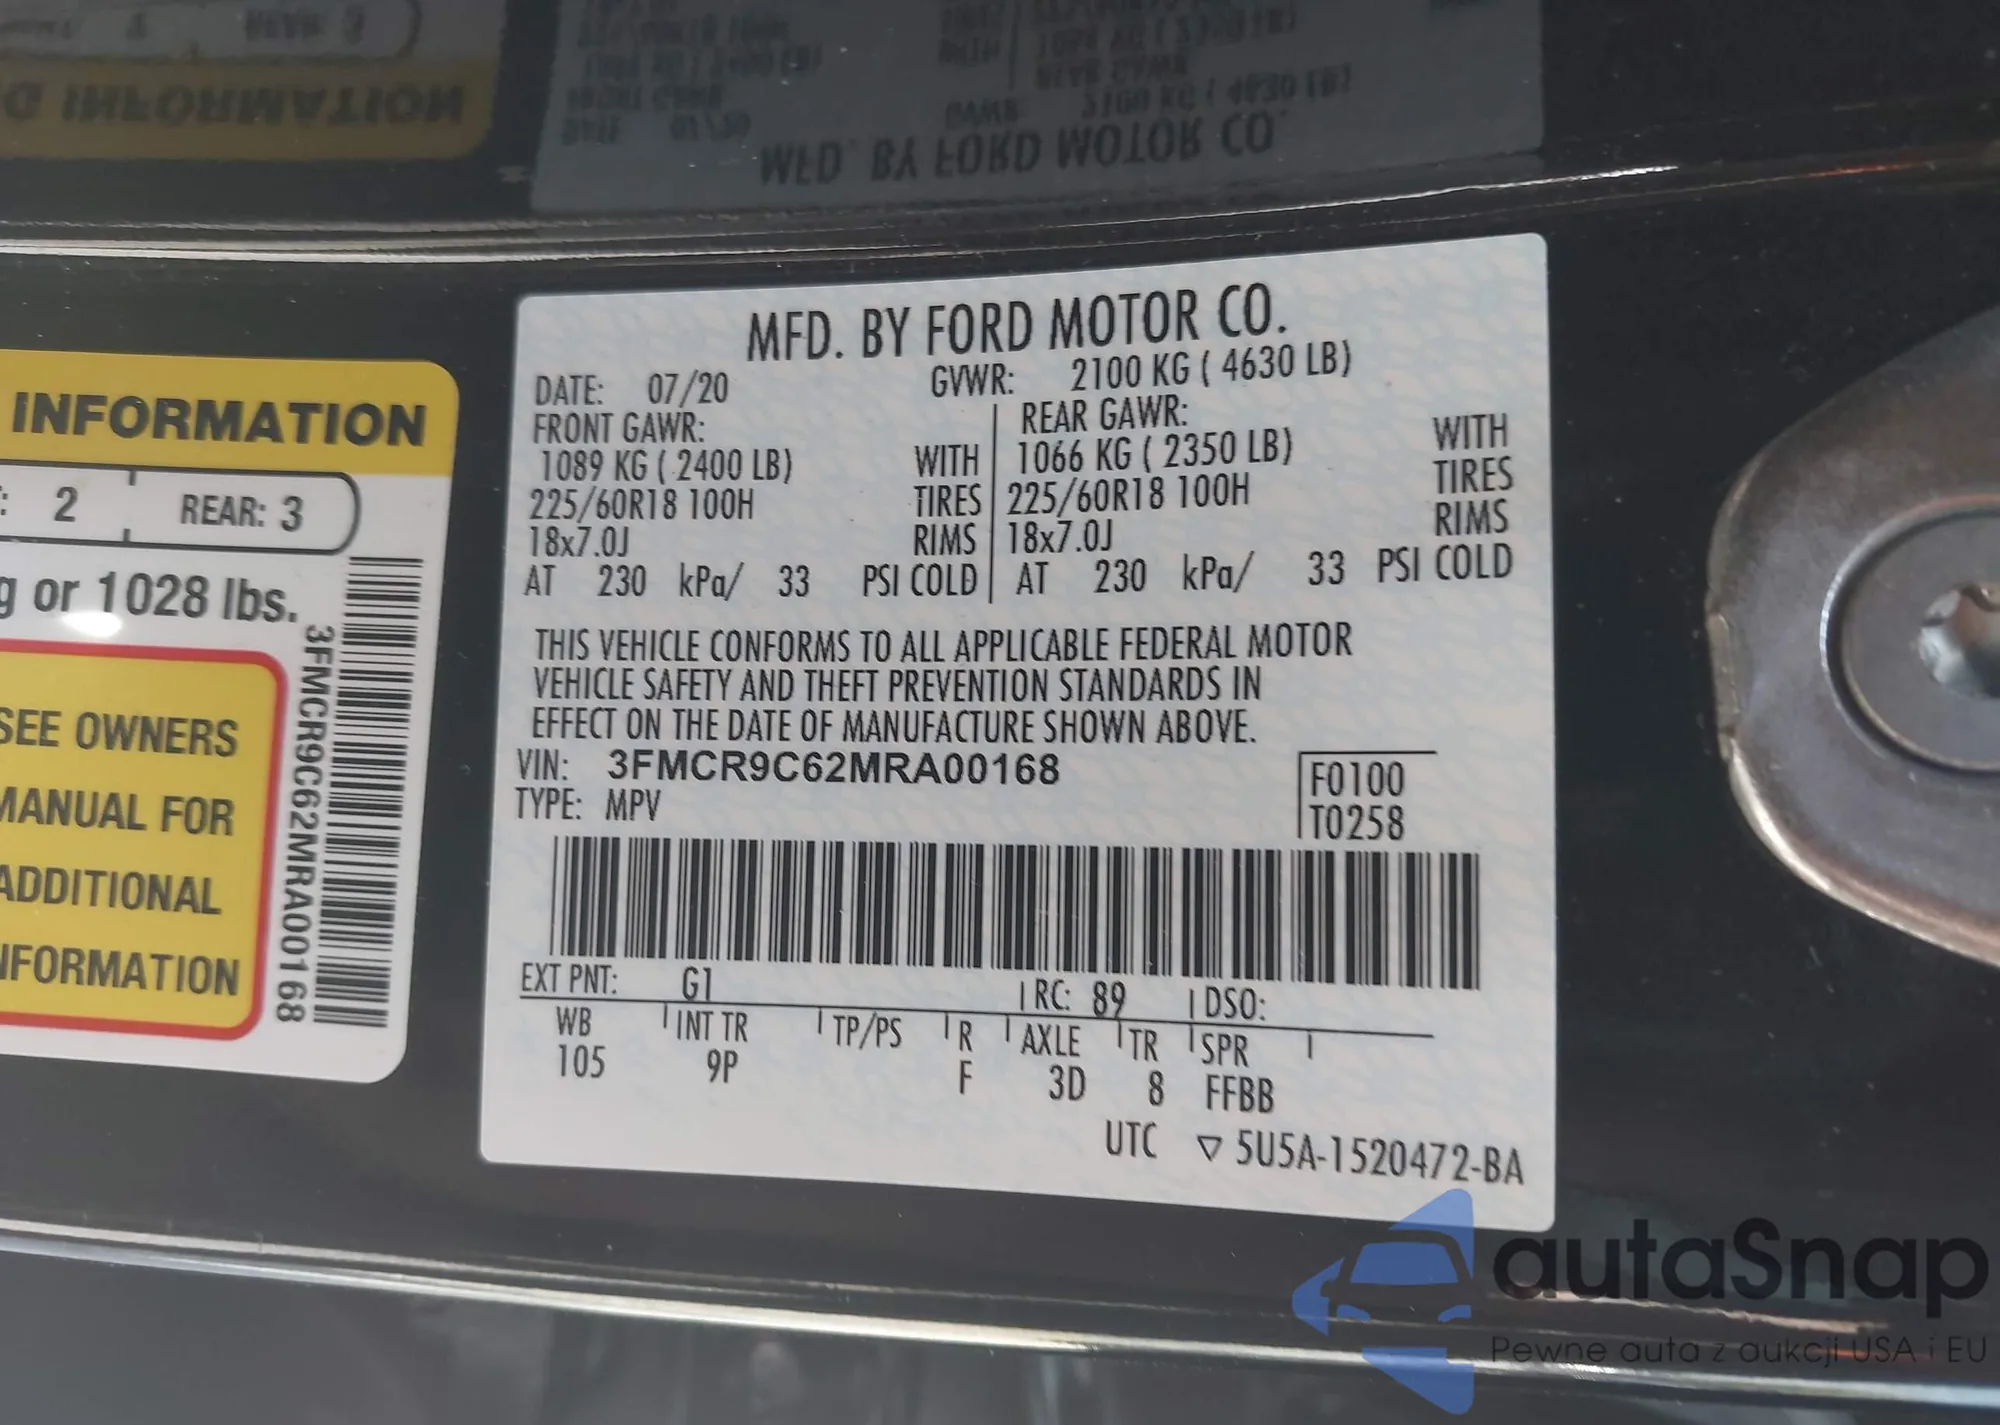 INFORMATION
2 REAR: 3
g or 1028 lbs.
SEE OWNERS
MANUAL FOR
ADDITIONAL
INFORMATION
3FMCR9C62MRA00168
MFD. BY FORD MOTOR CO.
DATE: 07/20 GVWR: 2100 KG ( 4630 LB)
FRONT GAWR: REAR GAWR:
1089 KG ( 2400 LB) WITH 1066 KG ( 2350 LB) WITH
225/60R18 100H TIRES 225/60R18 100H TIRES
18x7.0J RIMS 18x7.0J RIMS
AT 230 kPa/ 33 PSI COLD AT 230 kPa/ 33 PSI COLD
THIS VEHICLE CONFORMS TO ALL APPLICABLE FEDERAL MOTOR
VEHICLE SAFETY AND THEFT PREVENTION STANDARDS IN
EFFECT ON THE DATE OF MANUFACTURE SHOWN ABOVE.
VIN: 3FMCR9C62MRA00168 F0100
TYPE: MPV T0258
EXT PNT: G1 RC: 89 DSO:
WB INT TR TP/PS R AXLE TR SPR
105 9P F 3D 8 FFBB
UTC ▽ 5U5A-1520472-BA
autaSnap
Pewne auta z aukcji USA i EU